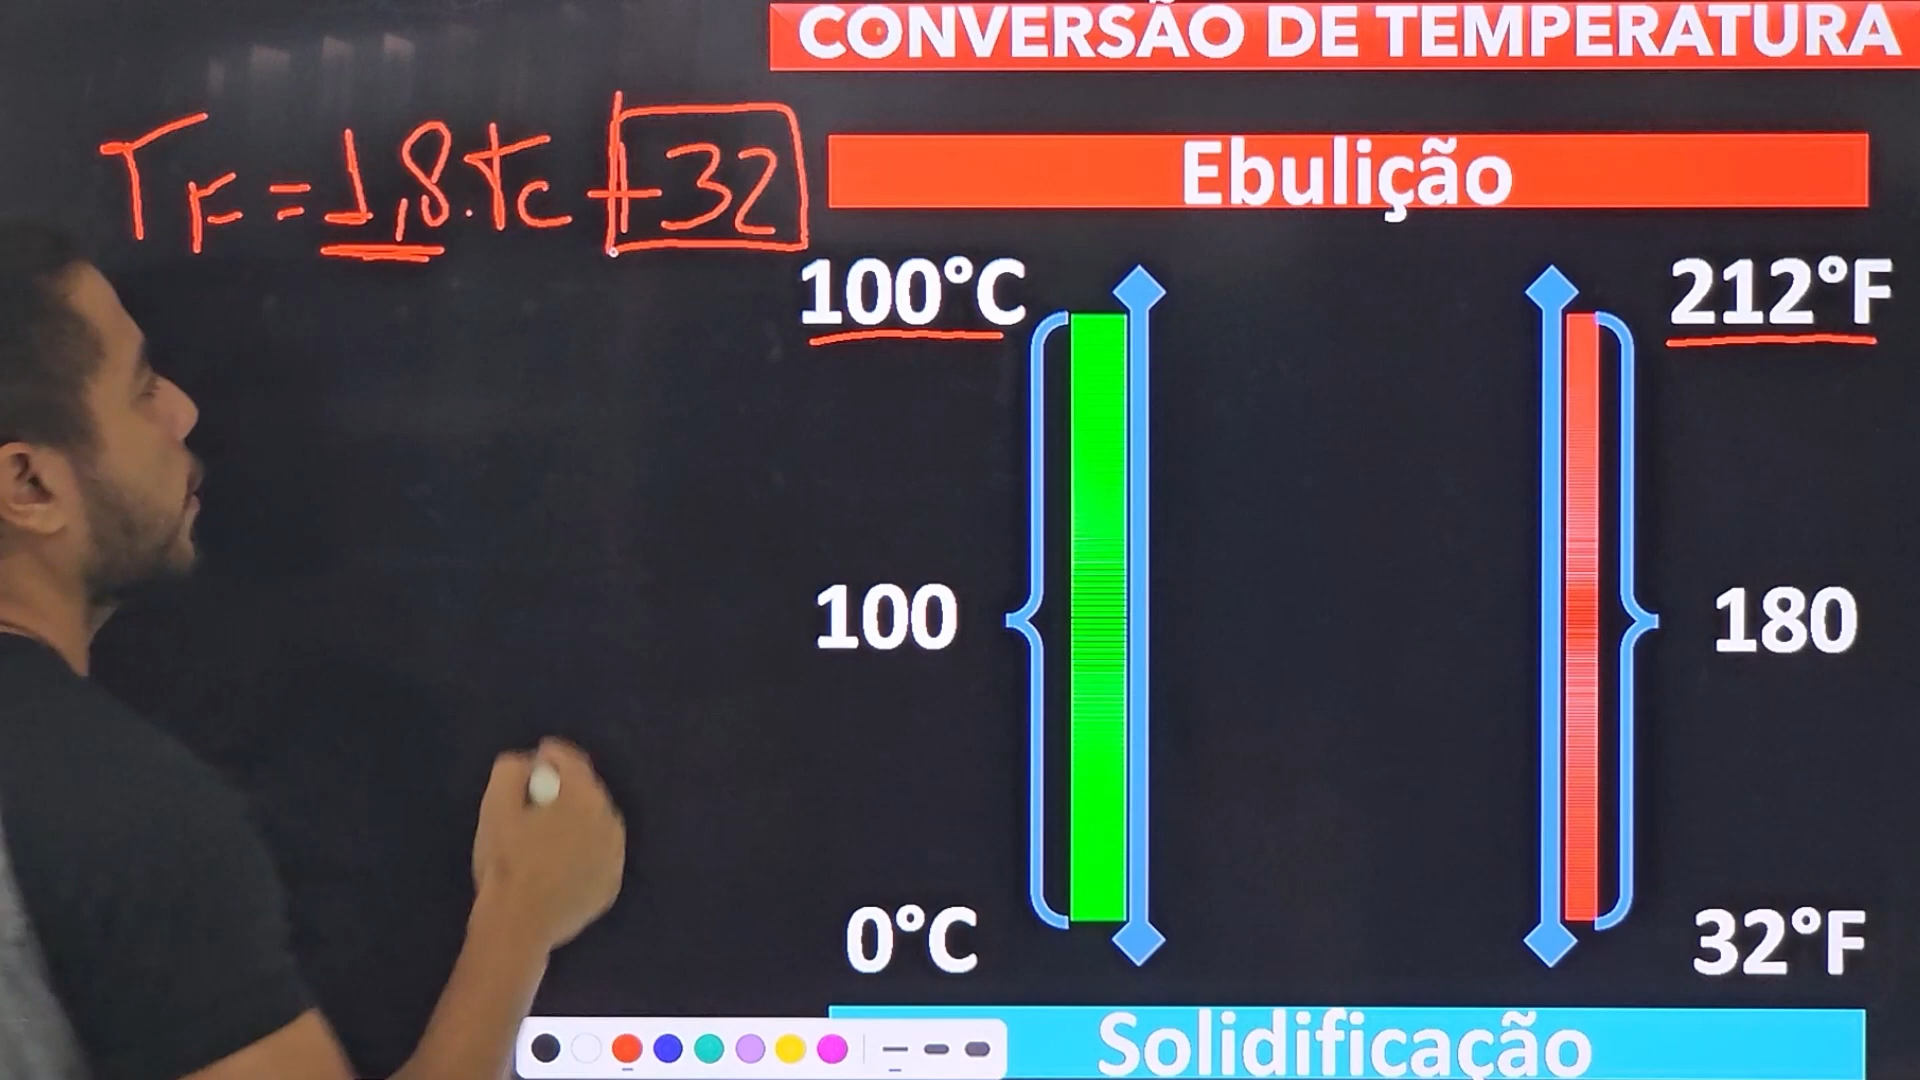 CONVERSÃO DE TEMPERATURA
TF = 1,8.TC + 32
Ebulição
100°C
212°F
100
180
0°C
32°F
Solidificação